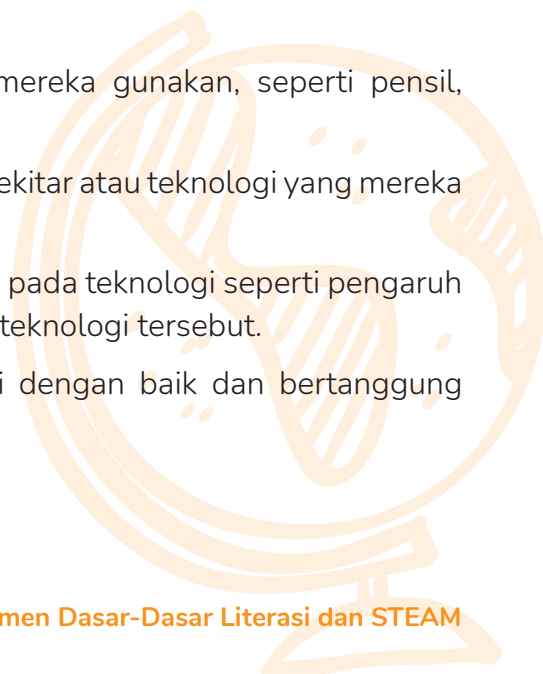 mereka gunakan, seperti pensil,
ekitar atau teknologi yang mereka
pada teknologi seperti pengaruh
teknologi tersebut.
i dengan baik dan bertanggung
men Dasar-Dasar Literasi dan STEAM